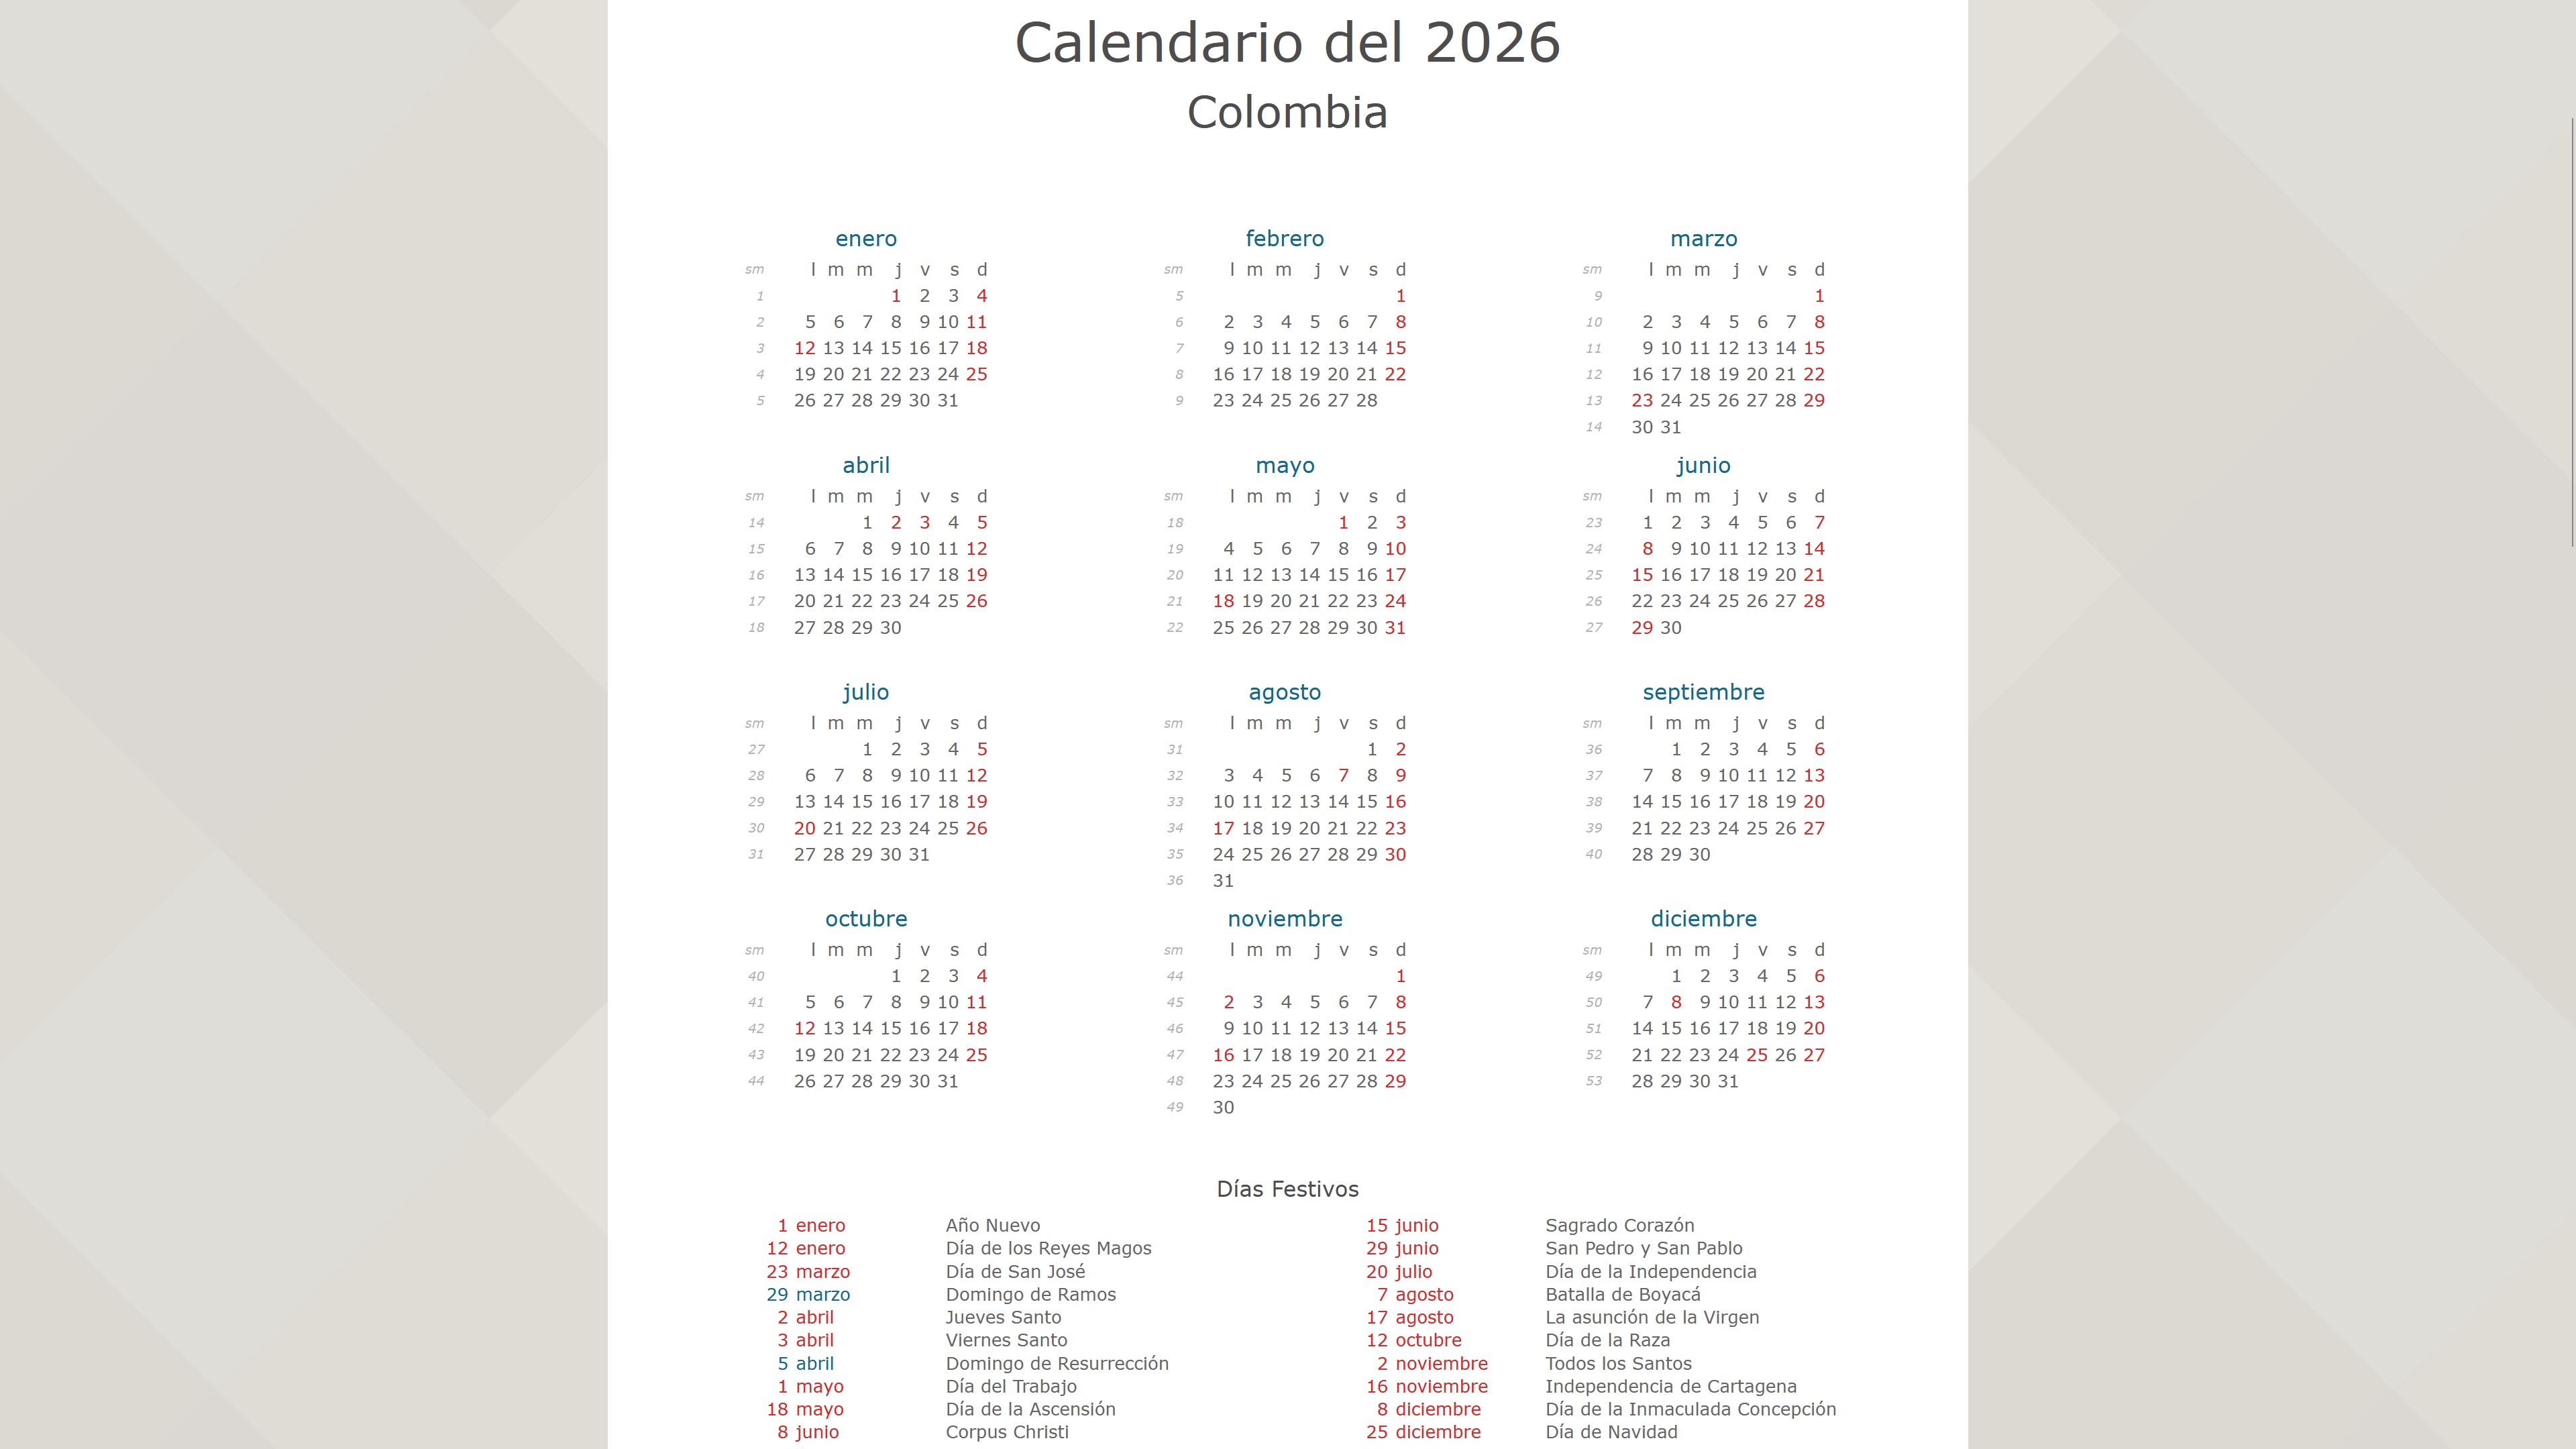 Calendario del 2026
Colombia
enero febrero marzo
sm l m m j v s d sm l m m j v s d sm l m m j v s d
1 1 2 3 4 5 1 9 1
2 5 6 7 8 9 10 11 6 2 3 4 5 6 7 8 10 2 3 4 5 6 7 8
3 12 13 14 15 16 17 18 7 9 10 11 12 13 14 15 11 9 10 11 12 13 14 15
4 19 20 21 22 23 24 25 8 16 17 18 19 20 21 22 12 16 17 18 19 20 21 22
5 26 27 28 29 30 31 9 23 24 25 26 27 28 13 23 24 25 26 27 28 29
14 30 31
abril mayo junio
sm l m m j v s d sm l m m j v s d sm l m m j v s d
14 1 2 3 4 5 18 1 2 3 23 1 2 3 4 5 6 7
15 6 7 8 9 10 11 12 19 4 5 6 7 8 9 10 24 8 9 10 11 12 13 14
16 13 14 15 16 17 18 19 20 11 12 13 14 15 16 17 25 15 16 17 18 19 20 21
17 20 21 22 23 24 25 26 21 18 19 20 21 22 23 24 26 22 23 24 25 26 27 28
18 27 28 29 30 22 25 26 27 28 29 30 31 27 29 30
julio agosto septiembre
sm l m m j v s d sm l m m j v s d sm l m m j v s d
27 1 2 3 4 5 31 1 2 36 1 2 3 4 5 6
28 6 7 8 9 10 11 12 32 3 4 5 6 7 8 9 37 7 8 9 10 11 12 13
29 13 14 15 16 17 18 19 33 10 11 12 13 14 15 16 38 14 15 16 17 18 19 20
30 20 21 22 23 24 25 26 34 17 18 19 20 21 22 23 39 21 22 23 24 25 26 27
31 27 28 29 30 31 35 24 25 26 27 28 29 30 40 28 29 30
36 31
octubre noviembre diciembre
sm l m m j v s d sm l m m j v s d sm l m m j v s d
40 1 2 3 4 44 1 49 1 2 3 4 5 6
41 5 6 7 8 9 10 11 45 2 3 4 5 6 7 8 50 7 8 9 10 11 12 13
42 12 13 14 15 16 17 18 46 9 10 11 12 13 14 15 51 14 15 16 17 18 19 20
43 19 20 21 22 23 24 25 47 16 17 18 19 20 21 22 52 21 22 23 24 25 26 27
44 26 27 28 29 30 31 48 23 24 25 26 27 28 29 53 28 29 30 31
49 30
Días Festivos
1 enero Año Nuevo 15 junio Sagrado Corazón
12 enero Día de los Reyes Magos 29 junio San Pedro y San Pablo
23 marzo Día de San José 20 julio Día de la Independencia
29 marzo Domingo de Ramos 7 agosto Batalla de Boyacá
2 abril Jueves Santo 17 agosto La asunción de la Virgen
3 abril Viernes Santo 12 octubre Día de la Raza
5 abril Domingo de Resurrección 2 noviembre Todos los Santos
1 mayo Día del Trabajo 16 noviembre Independencia de Cartagena
18 mayo Día de la Ascensión 8 diciembre Día de la Inmaculada Concepción
8 junio Corpus Christi 25 diciembre Día de Navidad